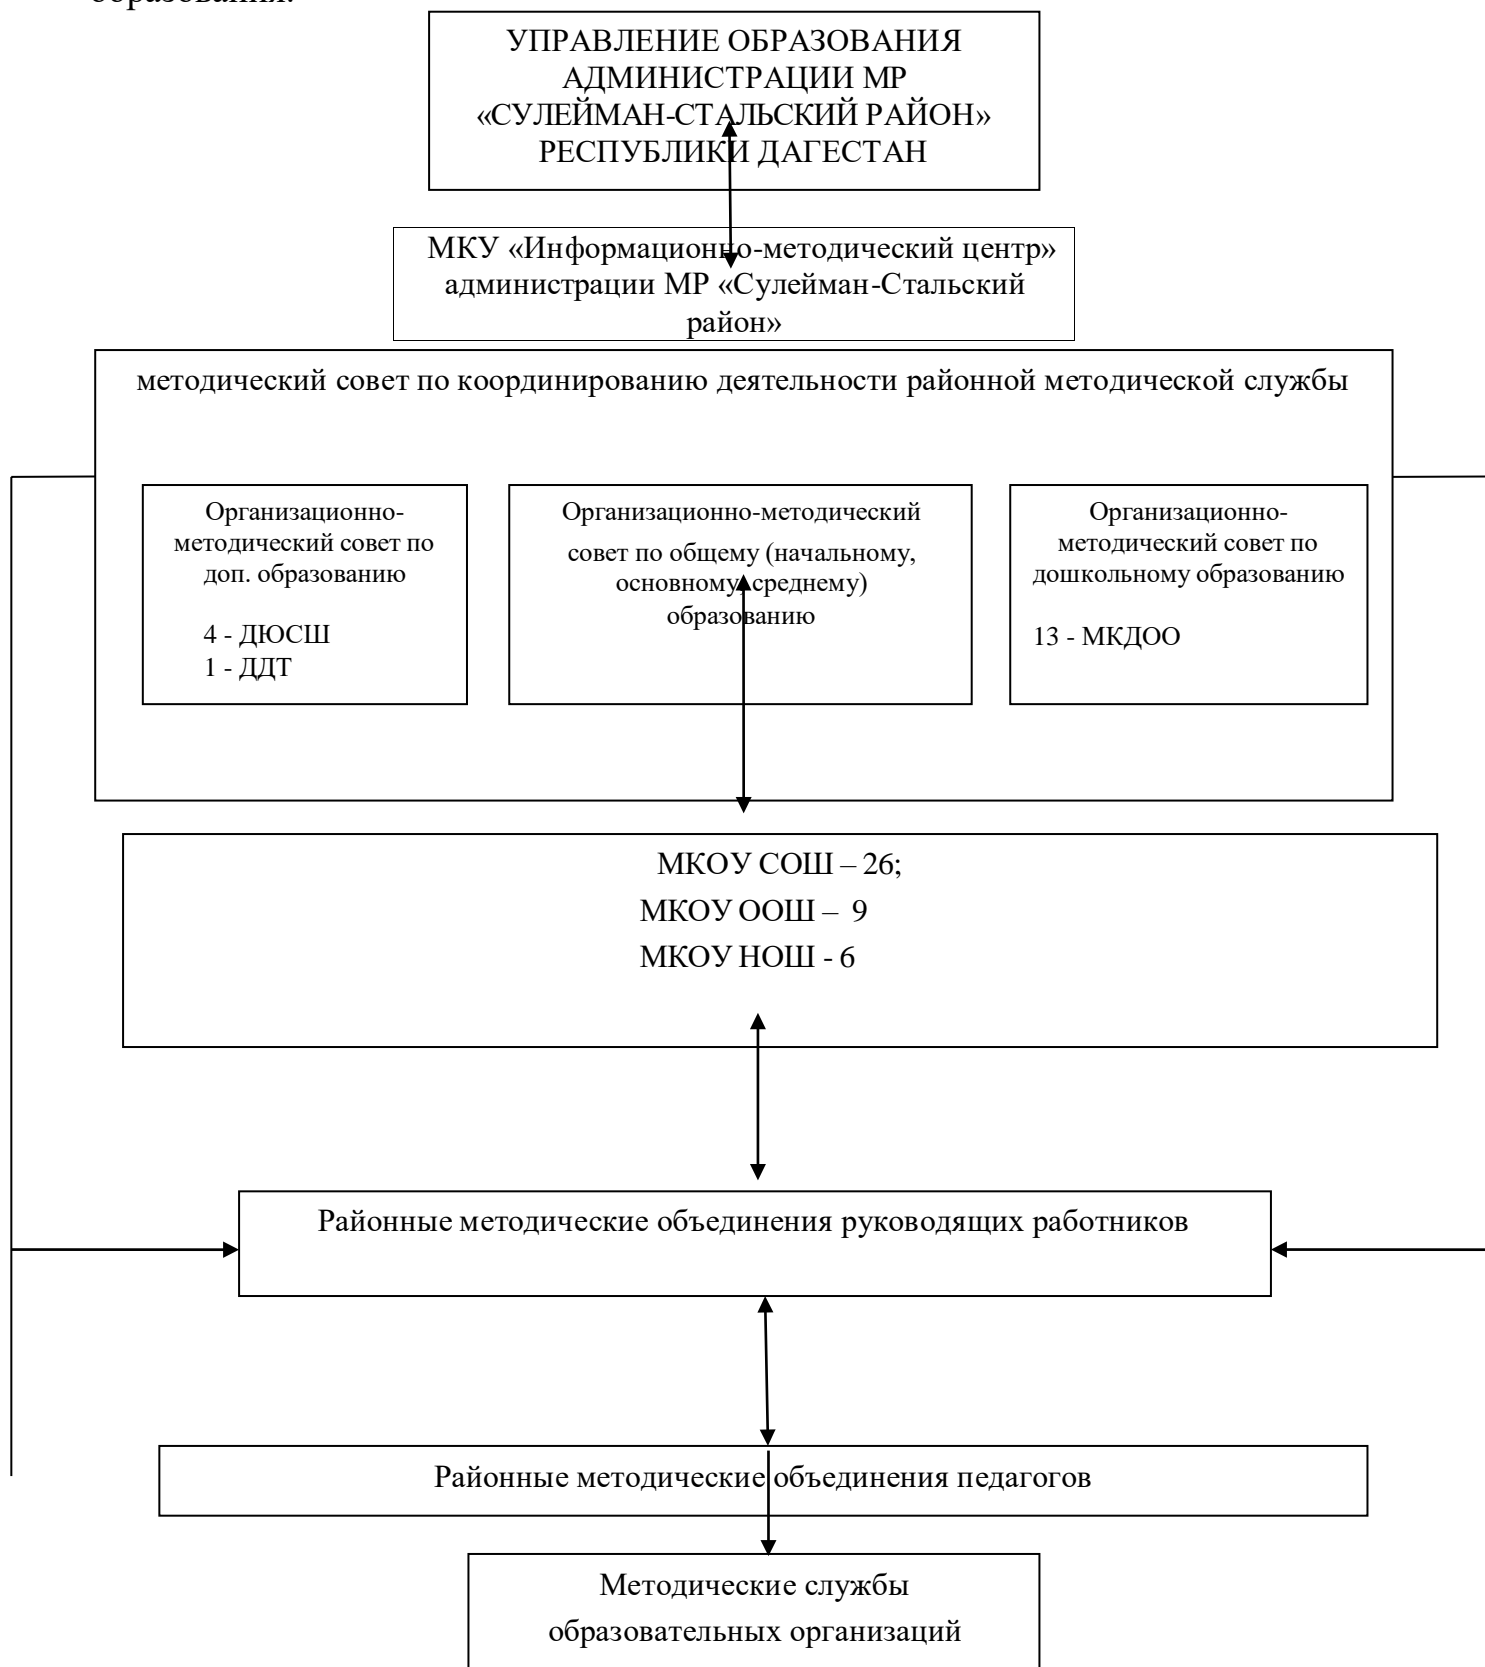 образования.
УПРАВЛЕНИЕ ОБРАЗОВАНИЯ
АДМИНИСТРАЦИИ МР
«СУЛЕЙМАН-СТАЛЬСКИЙ РАЙОН»
РЕСПУБЛИКИ ДАГЕСТАН
МКУ «Информационно-методический центр»
администрации МР «Сулейман-Стальский
район»
методический совет по координированию деятельности районной методической службы
Организационно-
методический совет по
доп. образованию
4 - ДЮСШ
1 - ДДТ
Организационно-методический
совет по общему (начальному,
основному, среднему)
образованию
Организационно-
методический совет по
дошкольному образованию
13 - МКДОО
МКОУ СОШ – 26;
МКОУ ООШ – 9
МКОУ НОШ - 6
Районные методические объединения руководящих работников
Районные методические объединения педагогов
Методические службы
образовательных организаций